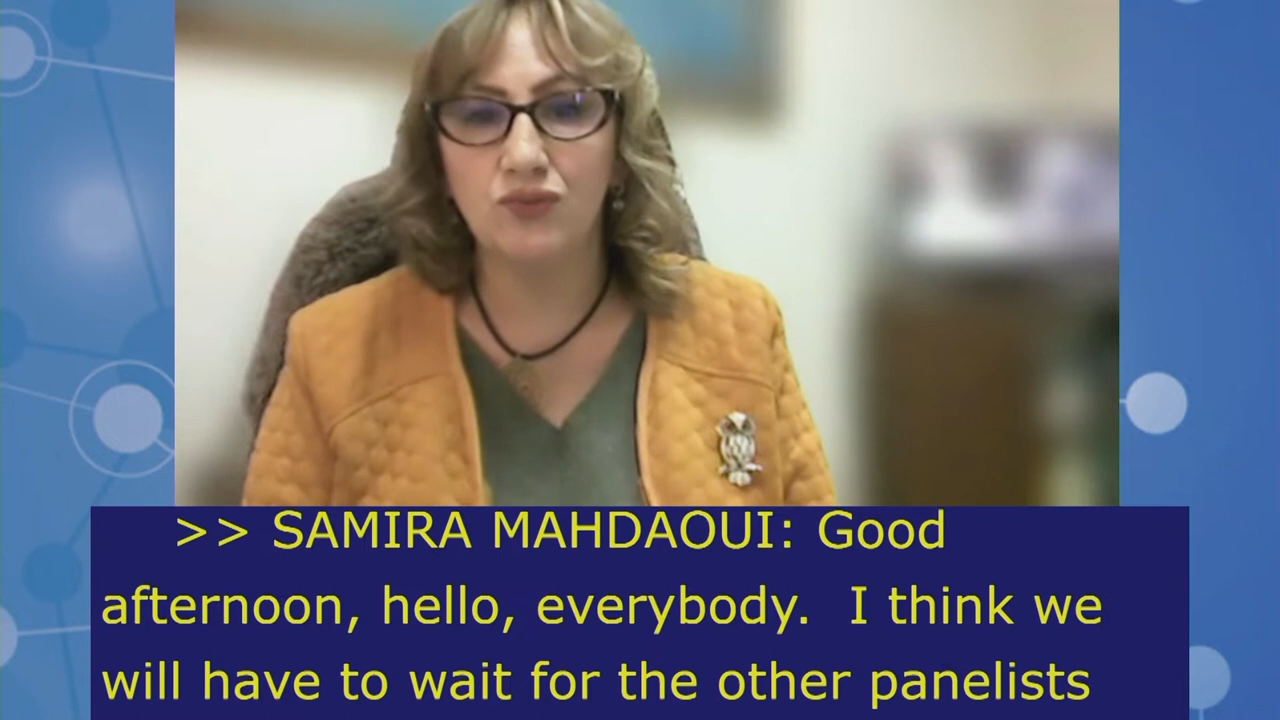 >> SAMIRA MAHDAOUI: Good
afternoon, hello, everybody.  I think we
will have to wait for the other panelists